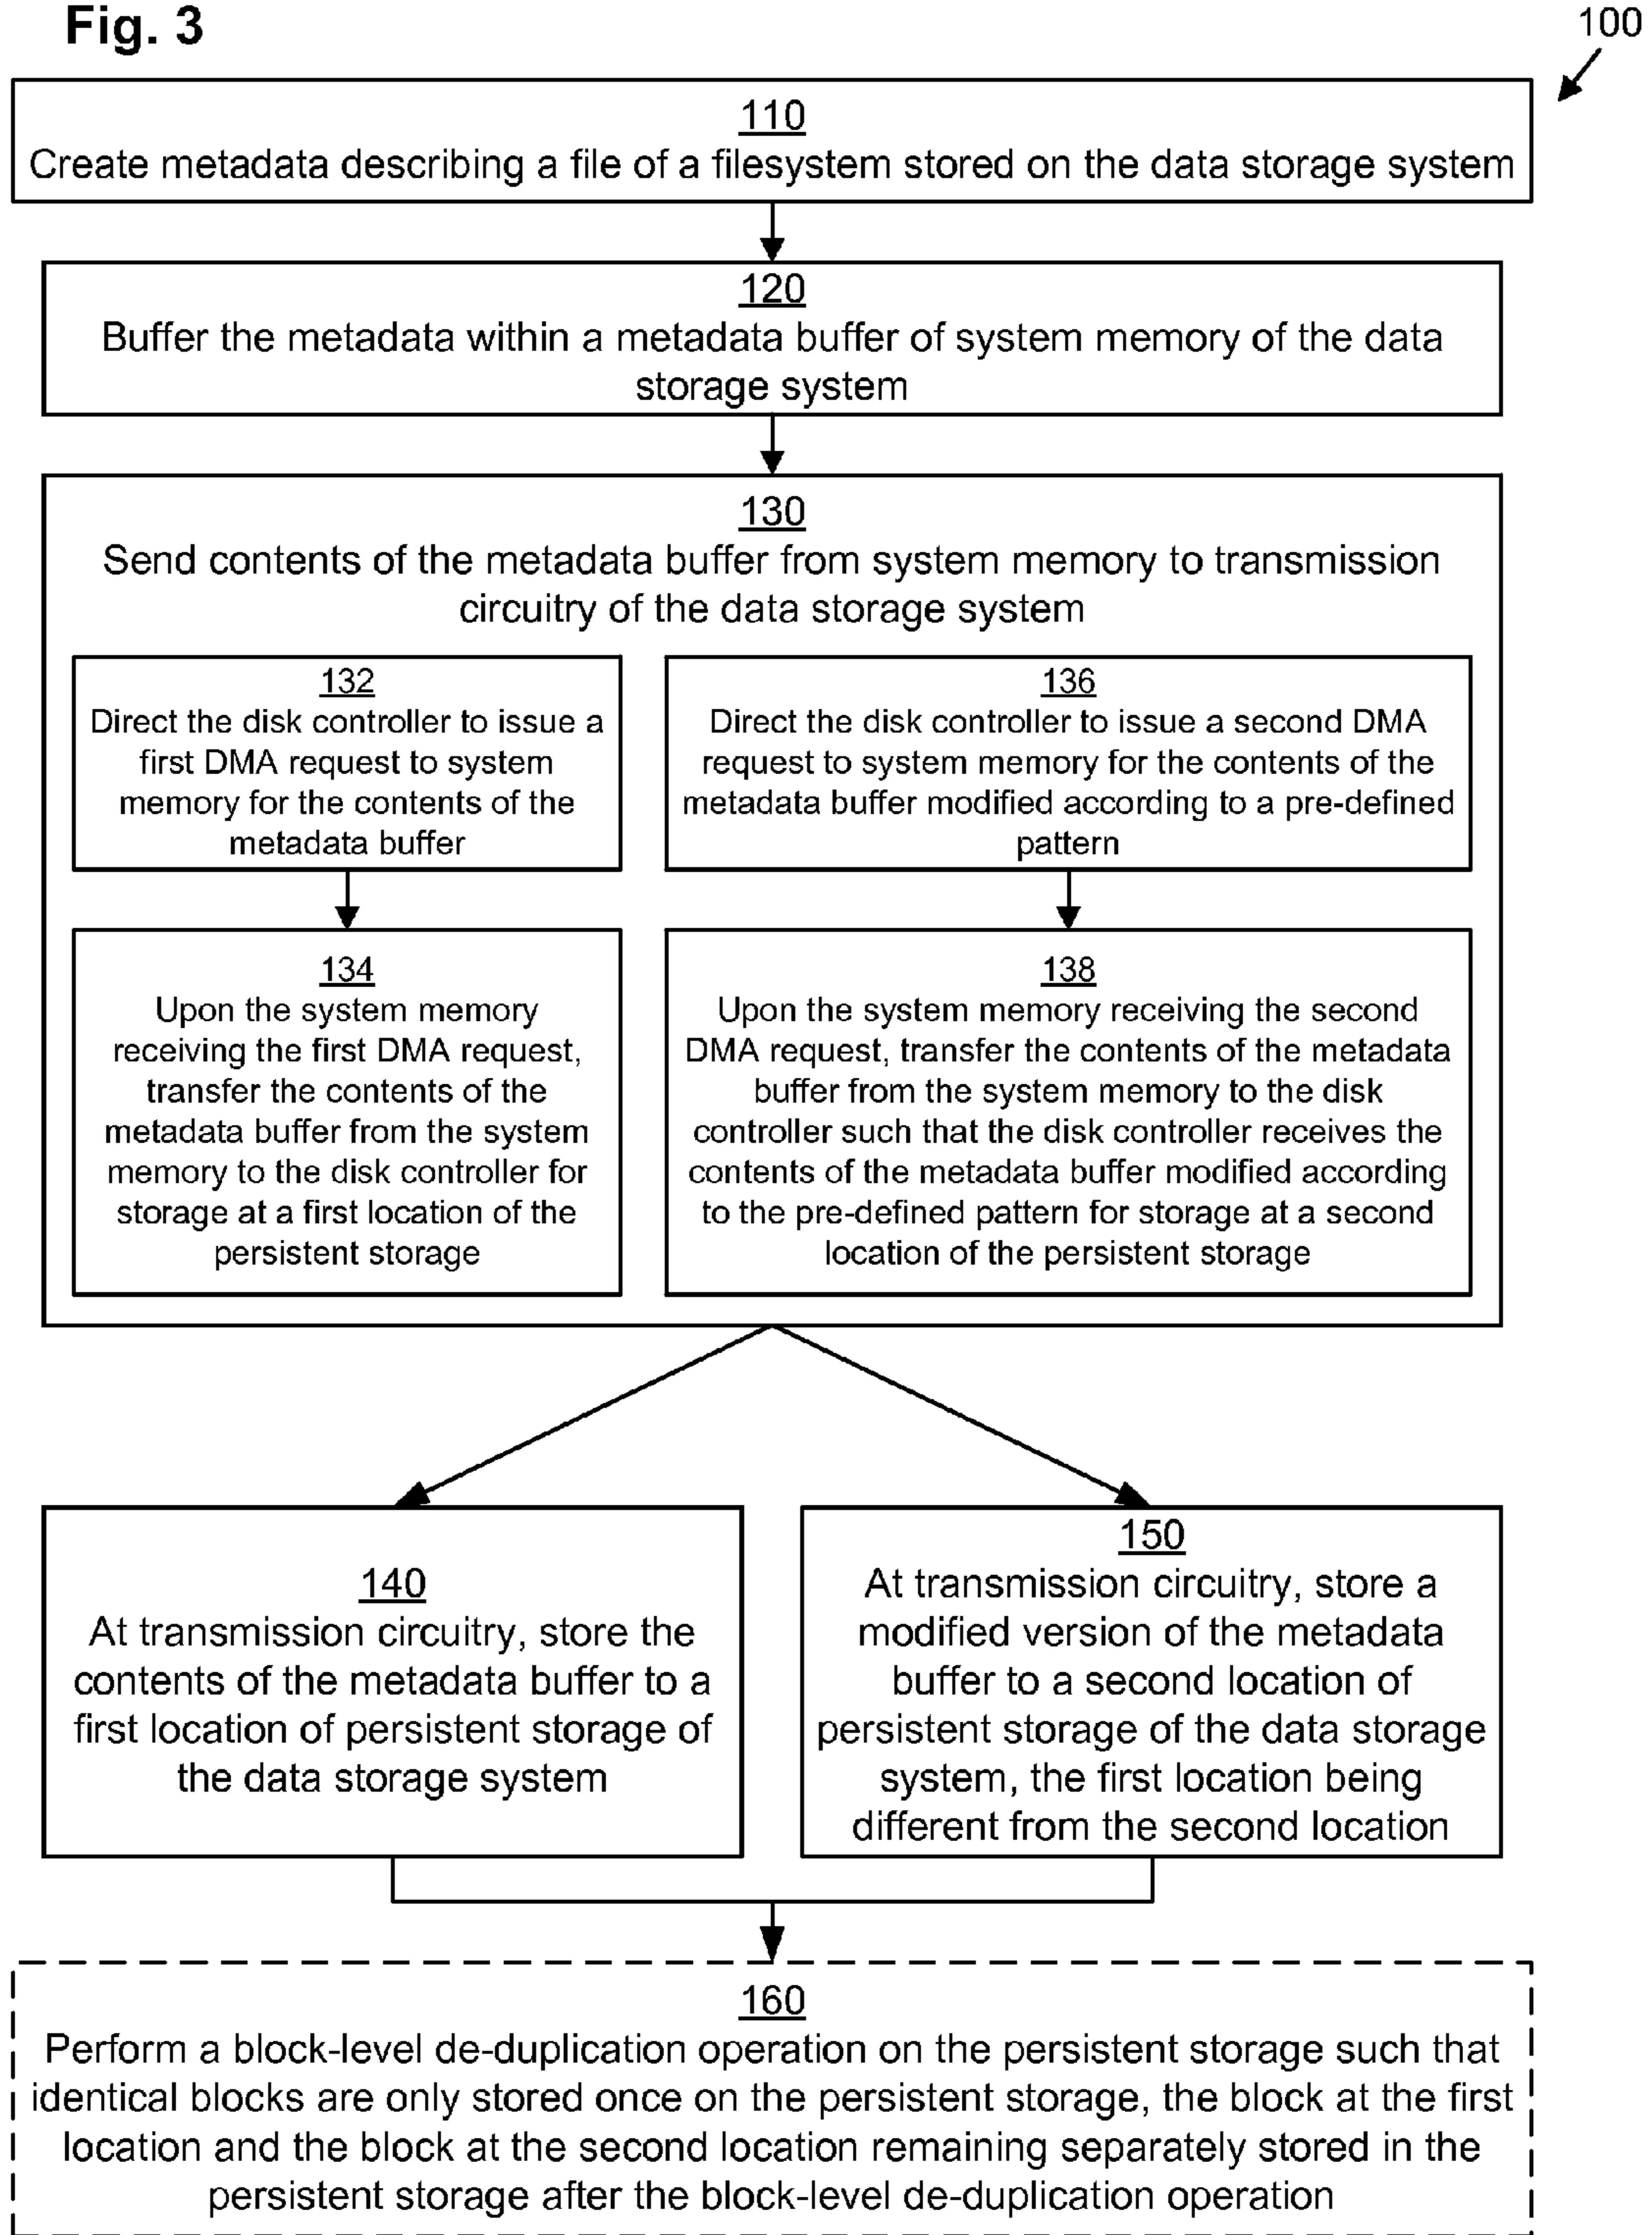 Fig. 3
100
110
Create metadata describing a file of a filesystem stored on the data storage system
120
Buffer the metadata within a metadata buffer of system memory of the data
storage system
130
Send contents of the metadata buffer from system memory to transmission
circuitry of the data storage system
132
Direct the disk controller to issue a
first DMA request to system
memory for the contents of the
metadata buffer
136
Direct the disk controller to issue a second DMA
request to system memory for the contents of the
metadata buffer modified according to a pre-defined
pattern
134
Upon the system memory
receiving the first DMA request,
transfer the contents of the
metadata buffer from the system
memory to the disk controller for
storage at a first location of the
persistent storage
138
Upon the system memory receiving the second
DMA request, transfer the contents of the metadata
buffer from the system memory to the disk
controller such that the disk controller receives the
contents of the metadata buffer modified according
to the pre-defined pattern for storage at a second
location of the persistent storage
140
At transmission circuitry, store the
contents of the metadata buffer to a
first location of persistent storage of
the data storage system
150
At transmission circuitry, store a
modified version of the metadata
buffer to a second location of
persistent storage of the data storage
system, the first location being
different from the second location
160
Perform a block-level de-duplication operation on the persistent storage such that
identical blocks are only stored once on the persistent storage, the block at the first
location and the block at the second location remaining separately stored in the
persistent storage after the block-level de-duplication operation